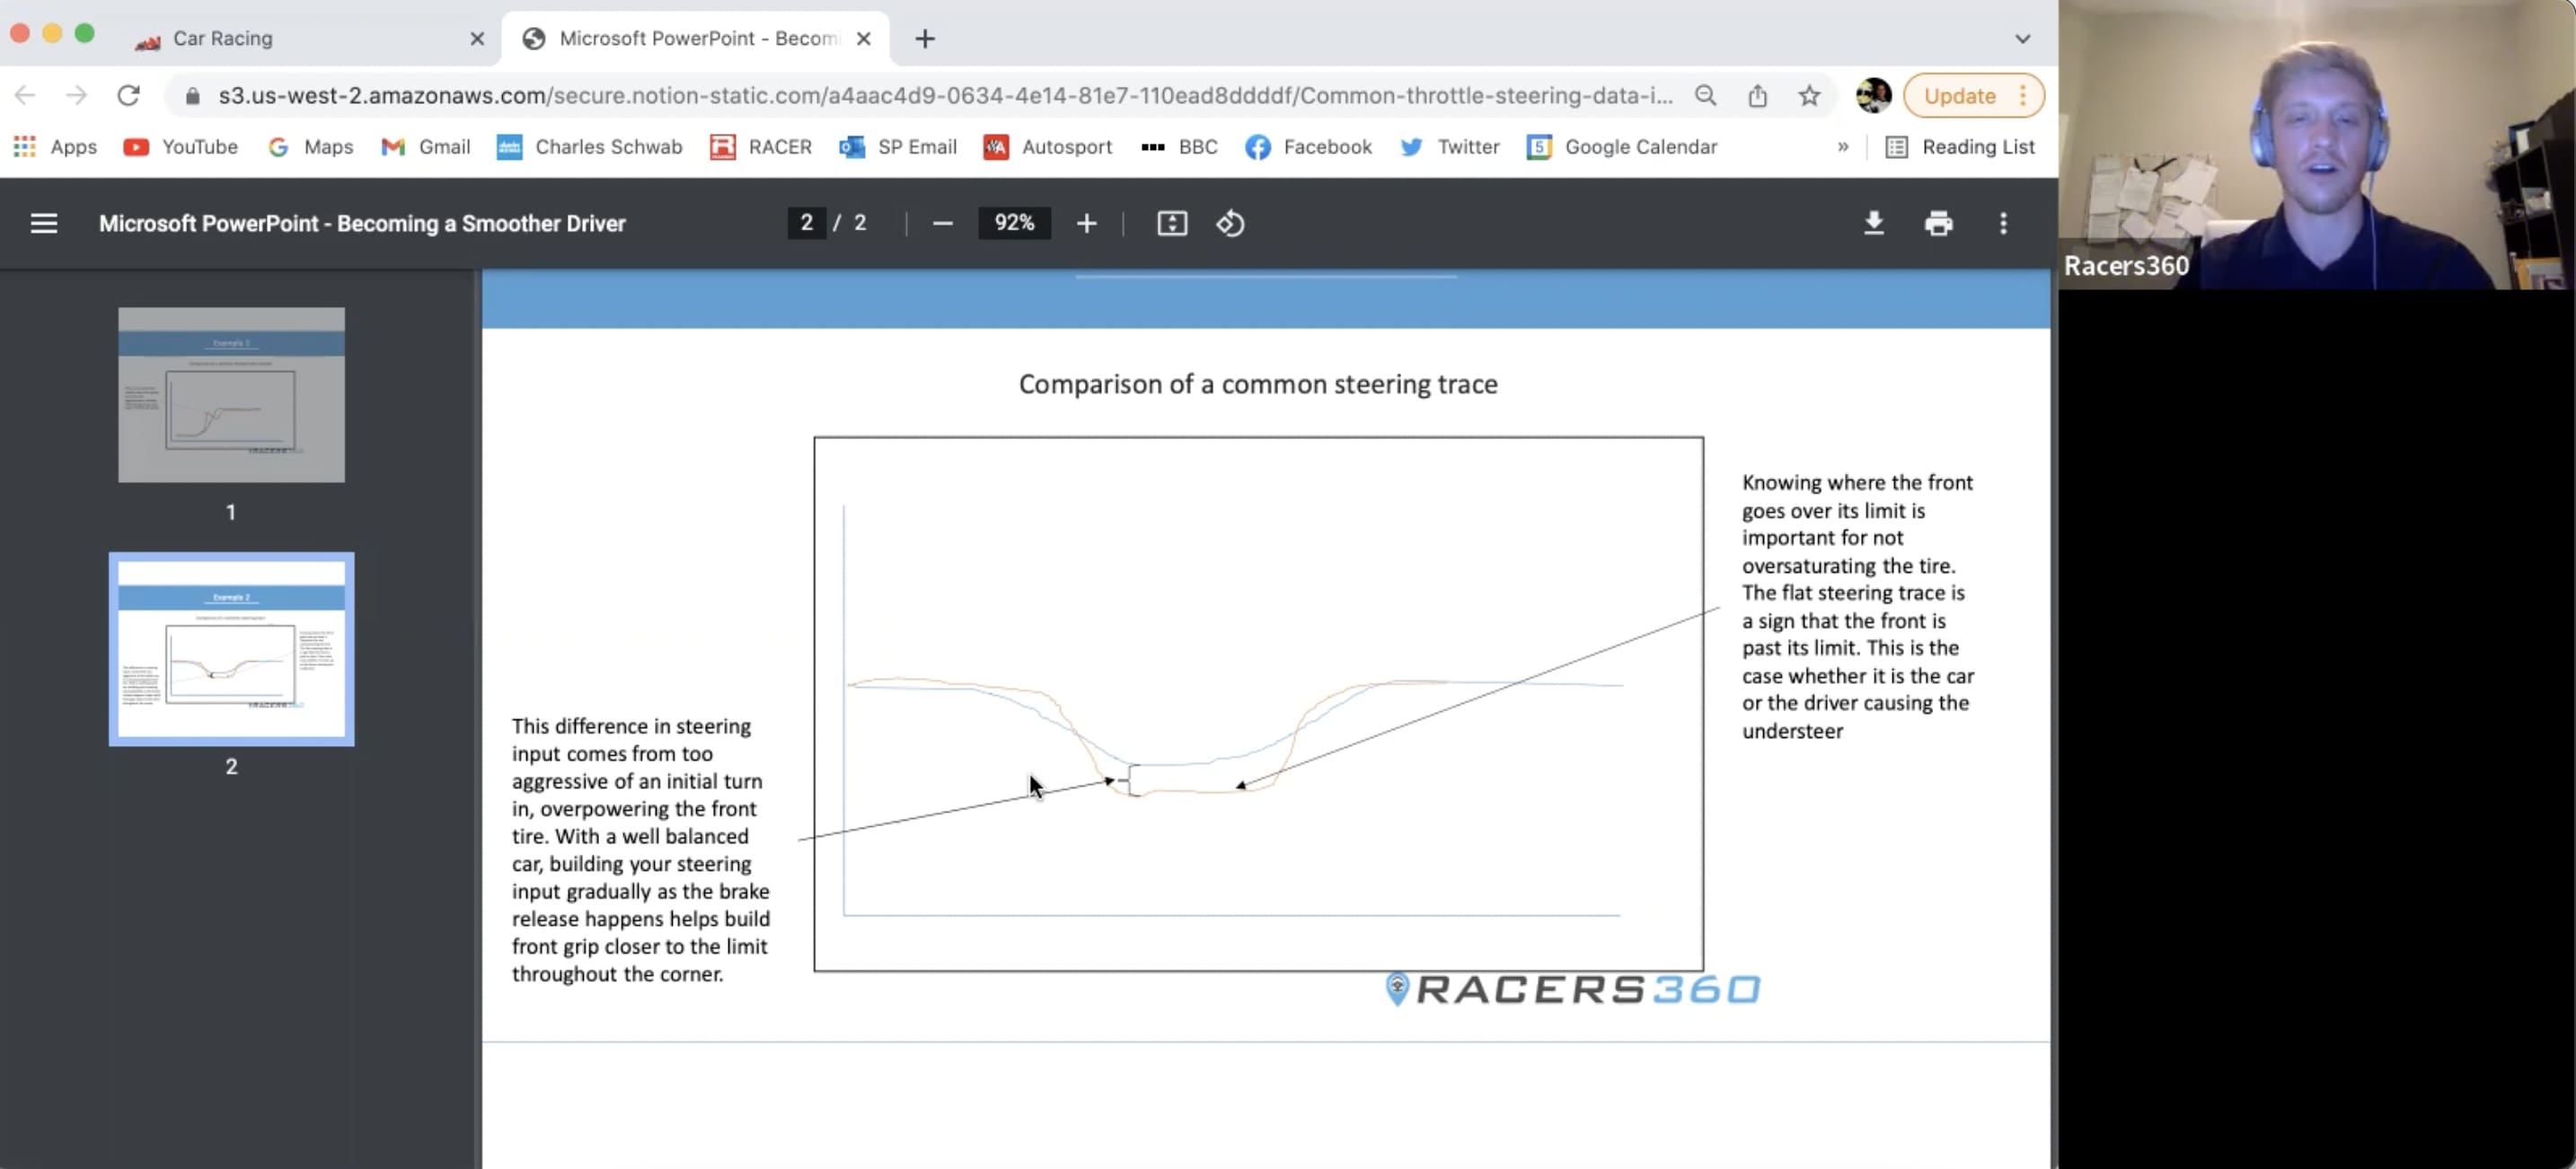 Car Racing
Microsoft PowerPoint - Becom
s3.us-west-2.amazonaws.com/secure.notion-static.com/a4aac4d9-0634-4e14-81e7-110ead8ddddf/Common-throttle-steering-data-i...
Update
Apps YouTube Maps Gmail Charles Schwab RACER SP Email Autosport BBC Facebook Twitter 5 Google Calendar » Reading List
Microsoft PowerPoint - Becoming a Smoother Driver 2 / 2 92%
Racers360
Example 1
1
Example 2
2
Comparison of a common steering trace
Knowing where the front
goes over its limit is
important for not
oversaturating the tire.
The flat steering trace is
a sign that the front is
past its limit. This is the
case whether it is the car
or the driver causing the
understeer
This difference in steering
input comes from too
aggressive of an initial turn
in, overpowering the front
tire. With a well balanced
car, building your steering
input gradually as the brake
release happens helps build
front grip closer to the limit
throughout the corner.
RACERS360